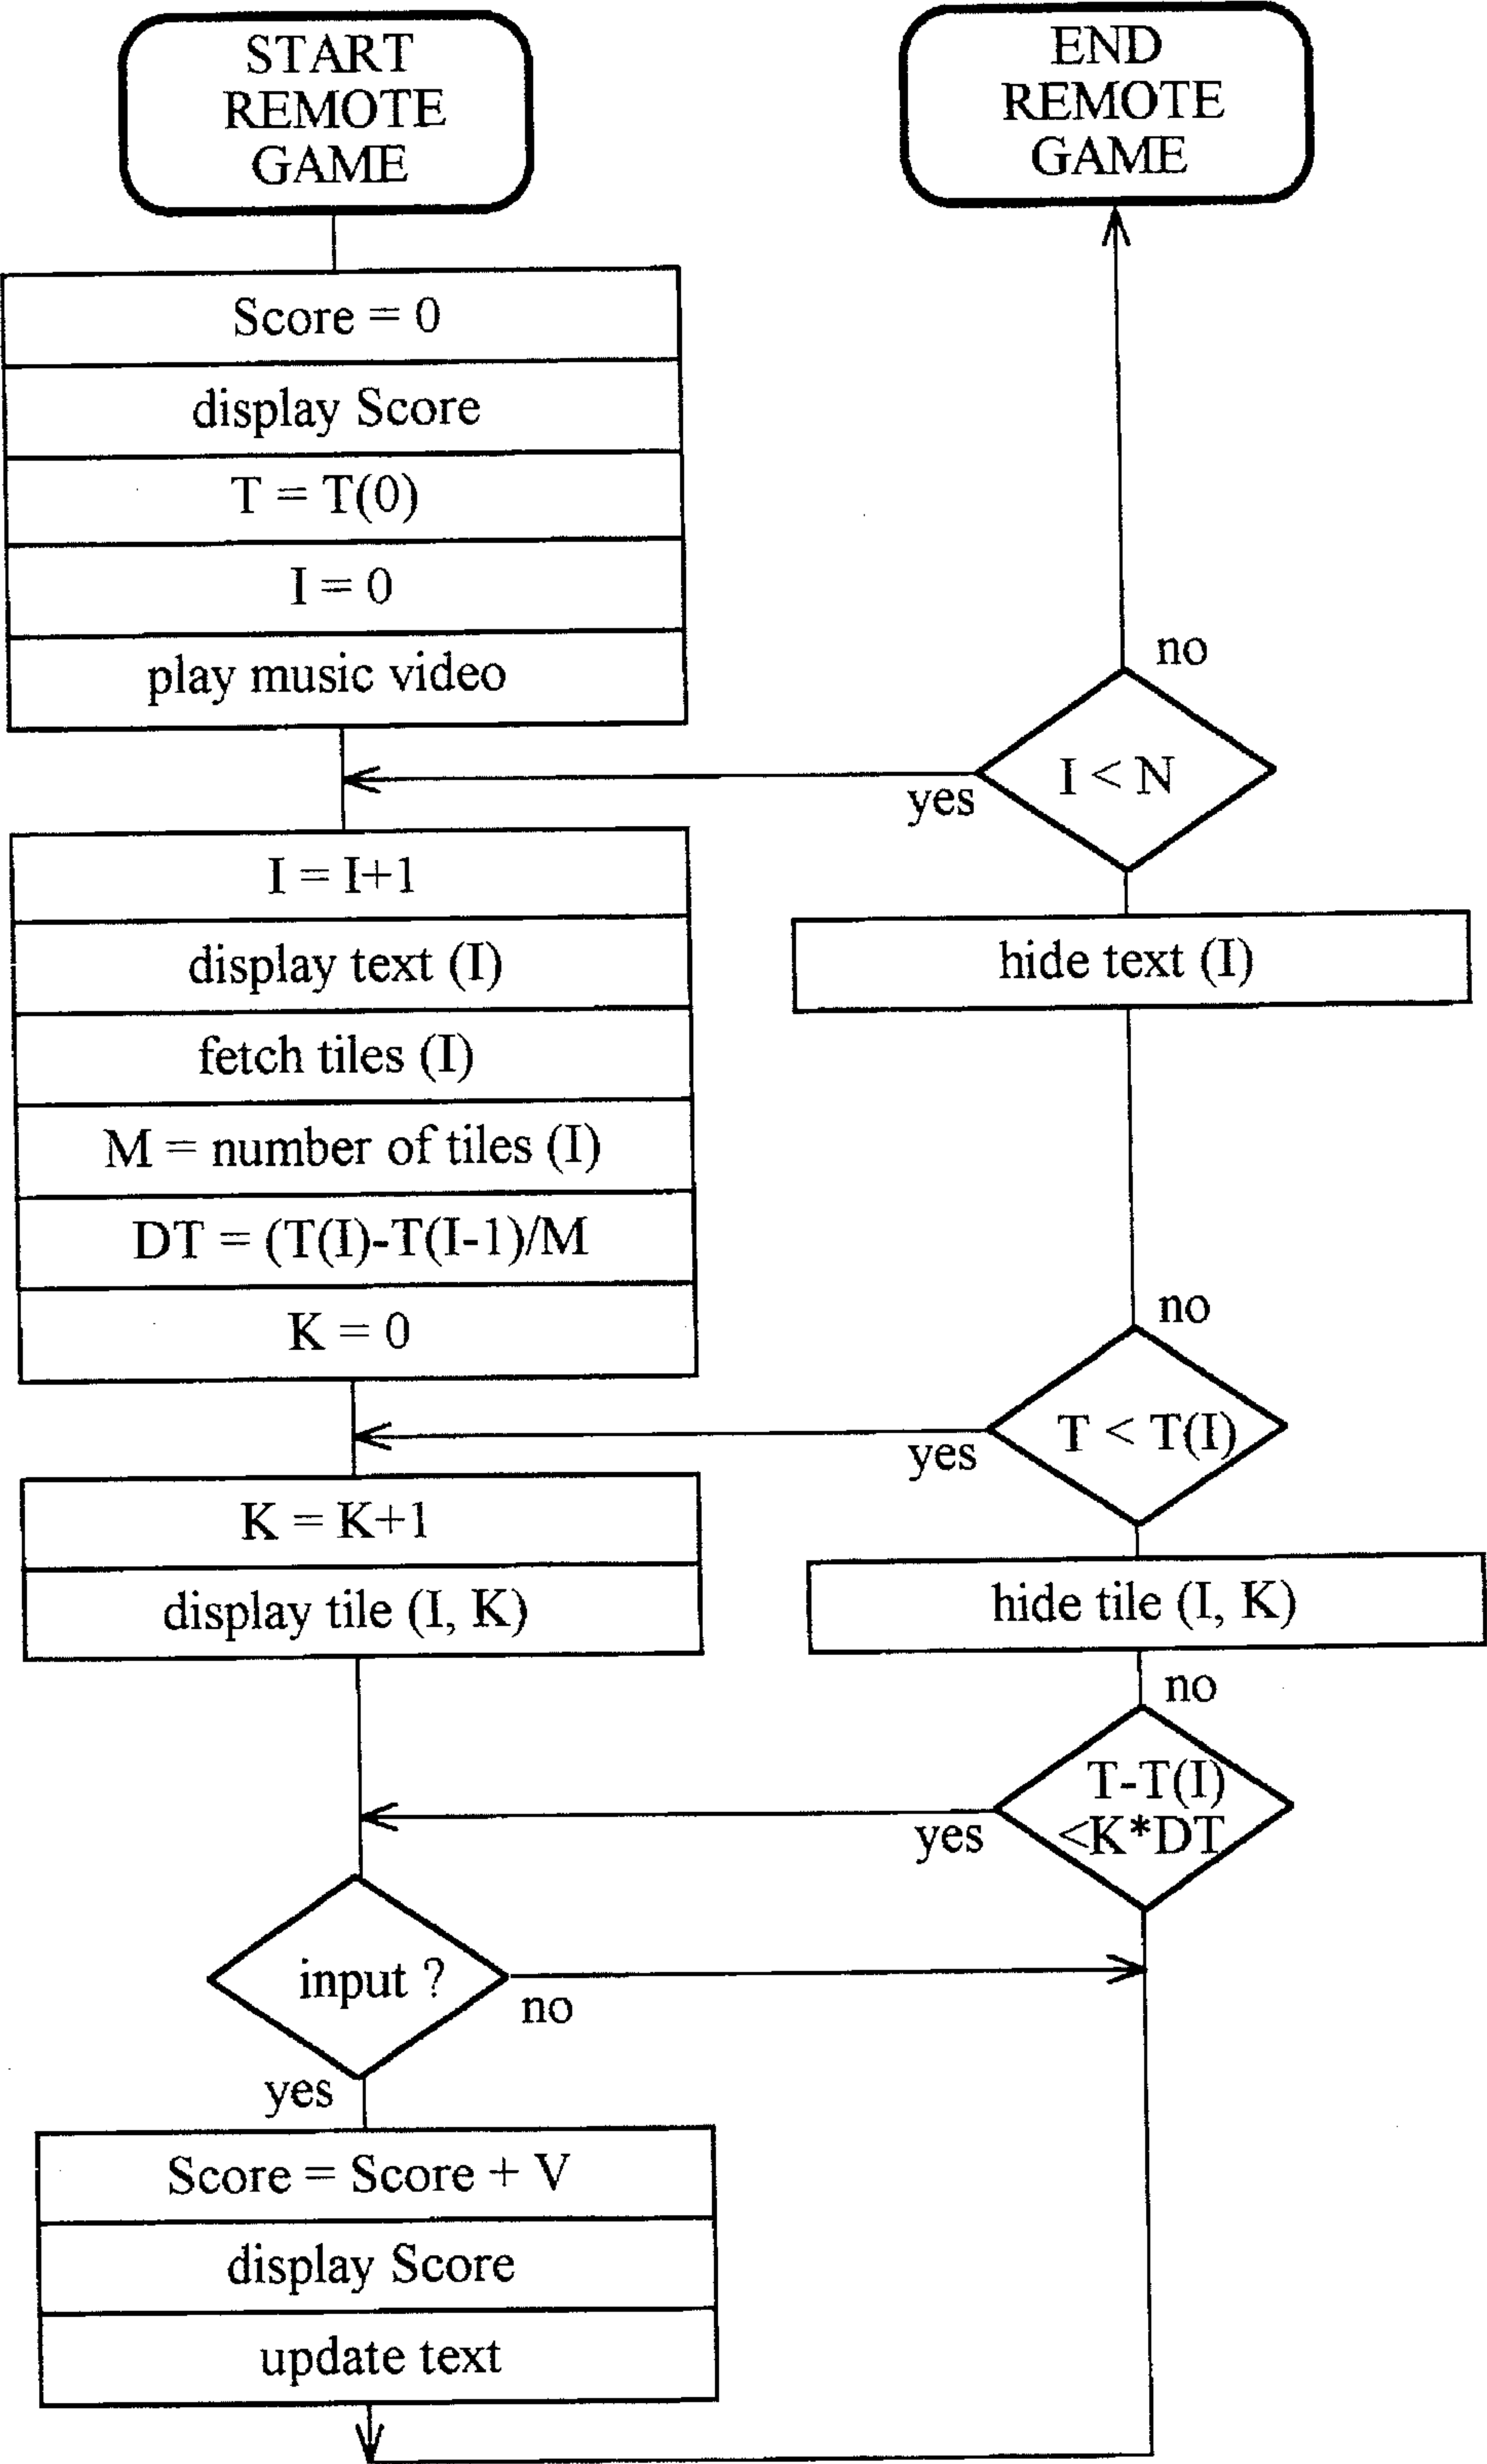 START
REMOTE
GAME
Score = 0
display Score
T = T(0)
I = 0
play music video
I = I+1
display text (I)
fetch tiles (I)
M = number of tiles (I)
DT = (T(I)-T(I-1)/M
K = 0
K = K+1
display tile (I, K)
input ?
no
yes
Score = Score + V
display Score
update text
END
REMOTE
GAME
no
I < N
yes
hide text (I)
no
T < T(I)
yes
hide tile (I, K)
no
T-T(I)
<K*DT
yes